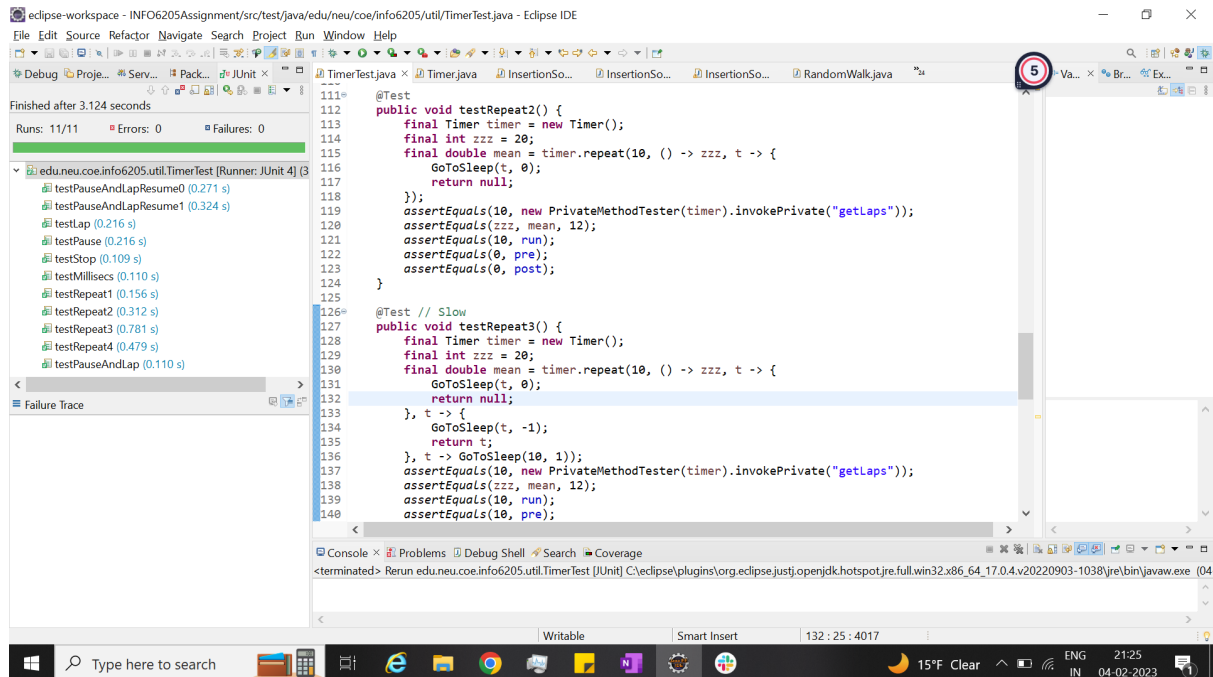 eclipse-workspace - INFO6205Assignment/src/test/java/edu/neu/coe/info6205/util/TimerTest.java - Eclipse IDE
File Edit Source Refactor Navigate Search Project Run Window Help
Debug Proje... Serv... Pack... JUnit
TimerTest.java Timer.java InsertionSo... InsertionSo... InsertionSo... RandomWalk.java 24
5
Va... Br... Ex...
Finished after 3.124 seconds
Runs: 11/11 Errors: 0 Failures: 0
edu.neu.coe.info6205.util.TimerTest [Runner: JUnit 4] (3
testPauseAndLapResume0 (0.271 s)
testPauseAndLapResume1 (0.324 s)
testLap (0.216 s)
testPause (0.216 s)
testStop (0.109 s)
testMillisecs (0.110 s)
testRepeat1 (0.156 s)
testRepeat2 (0.312 s)
testRepeat3 (0.781 s)
testRepeat4 (0.479 s)
testPauseAndLap (0.110 s)
Failure Trace
111 @Test
112 public void testRepeat2() {
113 final Timer timer = new Timer();
114 final int zzz = 20;
115 final double mean = timer.repeat(10, () -> zzz, t -> {
116 GoToSleep(t, 0);
117 return null;
118 });
119 assertEquals(10, new PrivateMethodTester(timer).invokePrivate("getLaps"));
120 assertEquals(zzz, mean, 12);
121 assertEquals(10, run);
122 assertEquals(0, pre);
123 assertEquals(0, post);
124 }
125
126 @Test // Slow
127 public void testRepeat3() {
128 final Timer timer = new Timer();
129 final int zzz = 20;
130 final double mean = timer.repeat(10, () -> zzz, t -> {
131 GoToSleep(t, 0);
132 return null;
133 }, t -> {
134 GoToSleep(t, -1);
135 return t;
136 }, t -> GoToSleep(10, 1));
137 assertEquals(10, new PrivateMethodTester(timer).invokePrivate("getLaps"));
138 assertEquals(zzz, mean, 12);
139 assertEquals(10, run);
140 assertEquals(10, pre);
Console Problems Debug Shell Search Coverage
<terminated> Rerun edu.neu.coe.info6205.util.TimerTest [JUnit] C:\eclipse\plugins\org.eclipse.justj.openjdk.hotspot.jre.full.win32.x86_64_17.0.4.v20220903-1038\jre\bin\javaw.exe (04
Writable Smart Insert 132 : 25 : 4017
Type here to search
15°F Clear
ENG
IN
21:25
04-02-2023
1